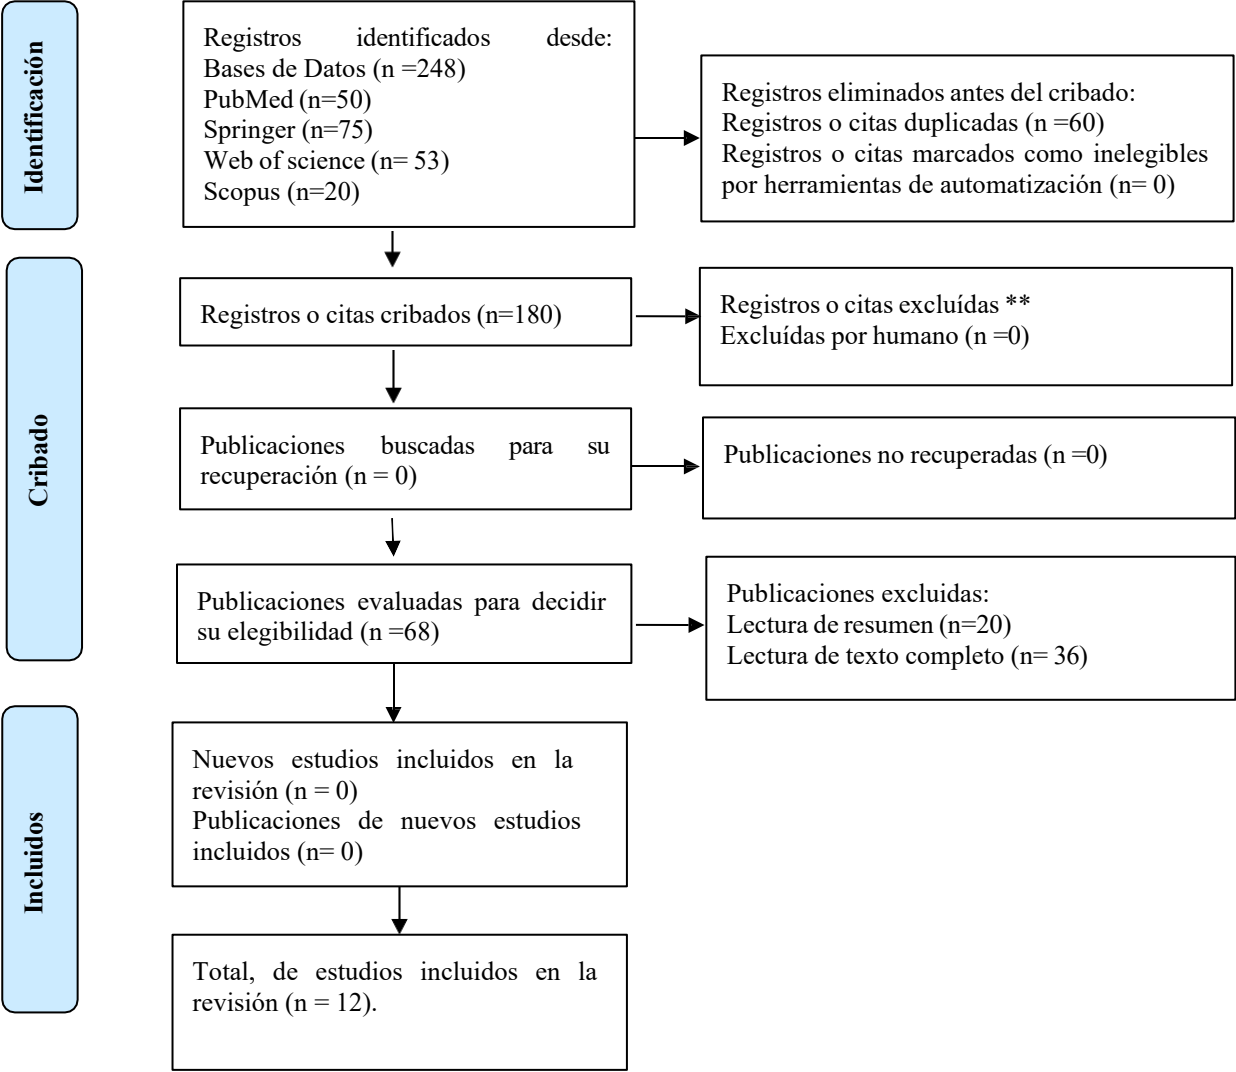 Identificación
Registros identificados desde:
Bases de Datos (n =248)
PubMed (n=50)
Springer (n=75)
Web of science (n= 53)
Scopus (n=20)
Registros eliminados antes del cribado:
Registros o citas duplicadas (n =60)
Registros o citas marcados como inelegibles
por herramientas de automatización (n= 0)
Cribado
Registros o citas cribados (n=180)
Registros o citas excluídas **
Excluídas por humano (n =0)
Publicaciones buscadas para su
recuperación (n = 0)
Publicaciones no recuperadas (n =0)
Publicaciones evaluadas para decidir
su elegibilidad (n =68)
Publicaciones excluidas:
Lectura de resumen (n=20)
Lectura de texto completo (n= 36)
Incluidos
Nuevos estudios incluidos en la
revisión (n = 0)
Publicaciones de nuevos estudios
incluidos (n= 0)
Total, de estudios incluidos en la
revisión (n = 12).